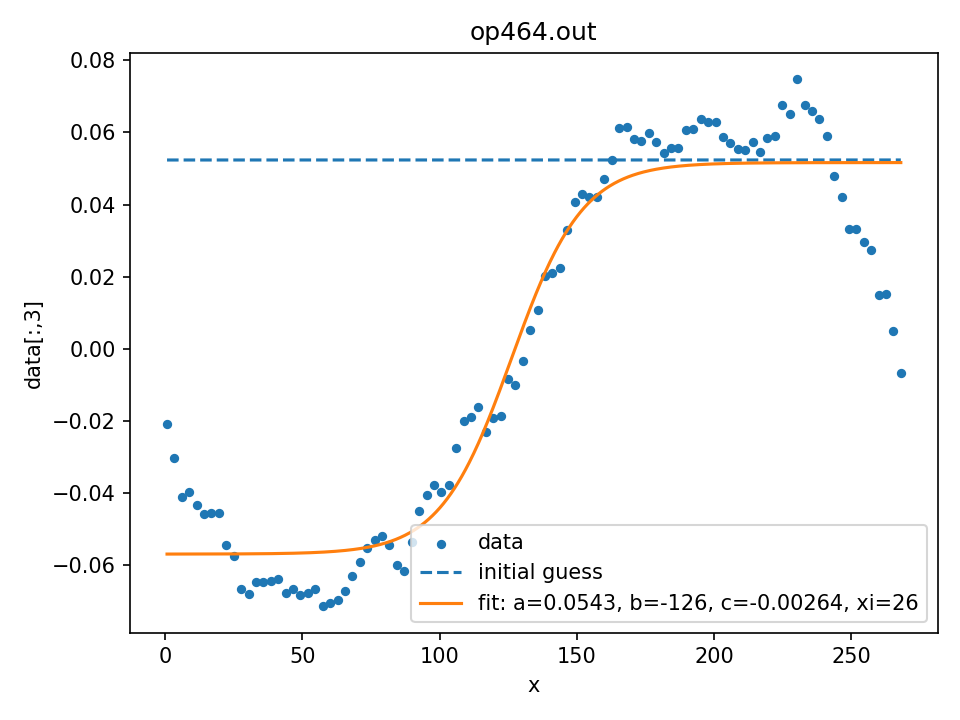 op464.out
0.08
0.06
0.04
0.02
0.00
−0.02
−0.04
−0.06
data[:,3]
data
initial guess
fit: a=0.0543, b=-126, c=-0.00264, xi=26
0 50 100 150 200 250
x